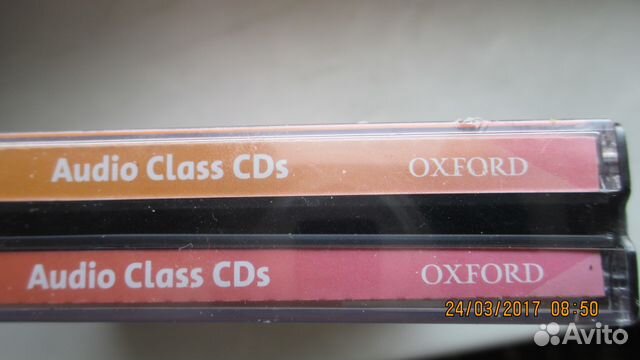 Audio Class CDs OXFORD
Audio Class CDs OXFORD
24/03/2017 08:50
Avito